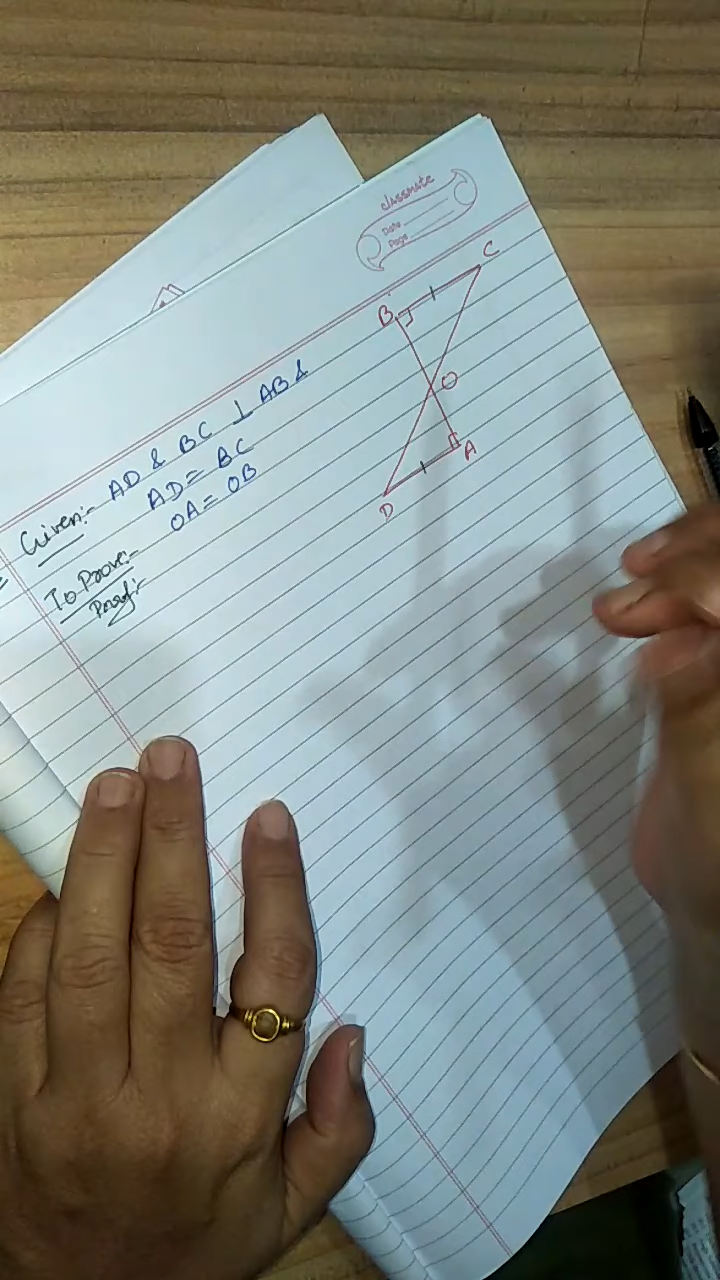 classmate
Date
Page
Given:- AD & BC ⊥ AB &
AD = BC
To Prove:- OA = OB
Proof:-
B
C
O
A
D